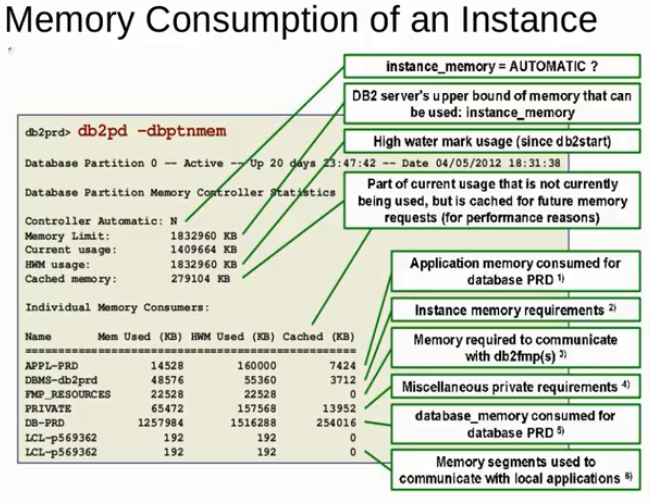 Memory Consumption of an Instance
instance_memory = AUTOMATIC ?
DB2 server's upper bound of memory that can
be used: instance_memory
High water mark usage (since db2start)
Part of current usage that is not currently
being used, but is cached for future memory
requests (for performance reasons)
db2prd> db2pd -dbptnmem
Database Partition 0 -- Active -- Up 20 days 23:47:42 -- Date 04/05/2012 18:31:38
Database Partition Memory Controller Statistics
Controller Automatic: N
Memory Limit: 1832960 KB
Current usage: 1409664 KB
HWM usage: 1832960 KB
Cached memory: 279104 KB
Individual Memory Consumers:
Name Mem Used (KB) HWM Used (KB) Cached (KB)
========================================================
APPL-PRD 14528 160000 7424
DBMS-db2prd 48576 55360 3712
FMP_RESOURCES 22528 22528 0
PRIVATE 65472 157568 13952
DB-PRD 1257984 1516288 254016
LCL-p569362 192 192 0
LCL-p569362 192 192 0
Application memory consumed for
database PRD 1)
Instance memory requirements 2)
Memory required to communicate
with db2fmp(s) 3)
Miscellaneous private requirements 4)
database_memory consumed for
database PRD 5)
Memory segments used to
communicate with local applications 6)